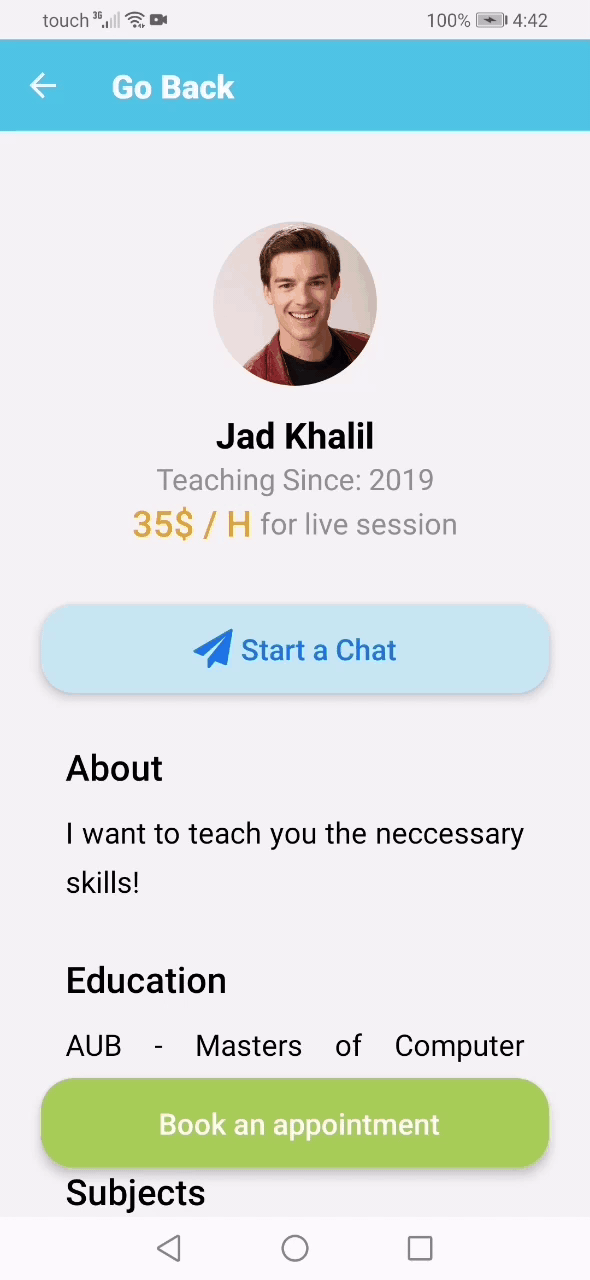 touch 3G 100% 4:42
Go Back
Jad Khalil
Teaching Since: 2019
35$ / H for live session
Start a Chat
About
I want to teach you the neccessary
skills!
Education
AUB - Masters of Computer
Book an appointment
Subjects